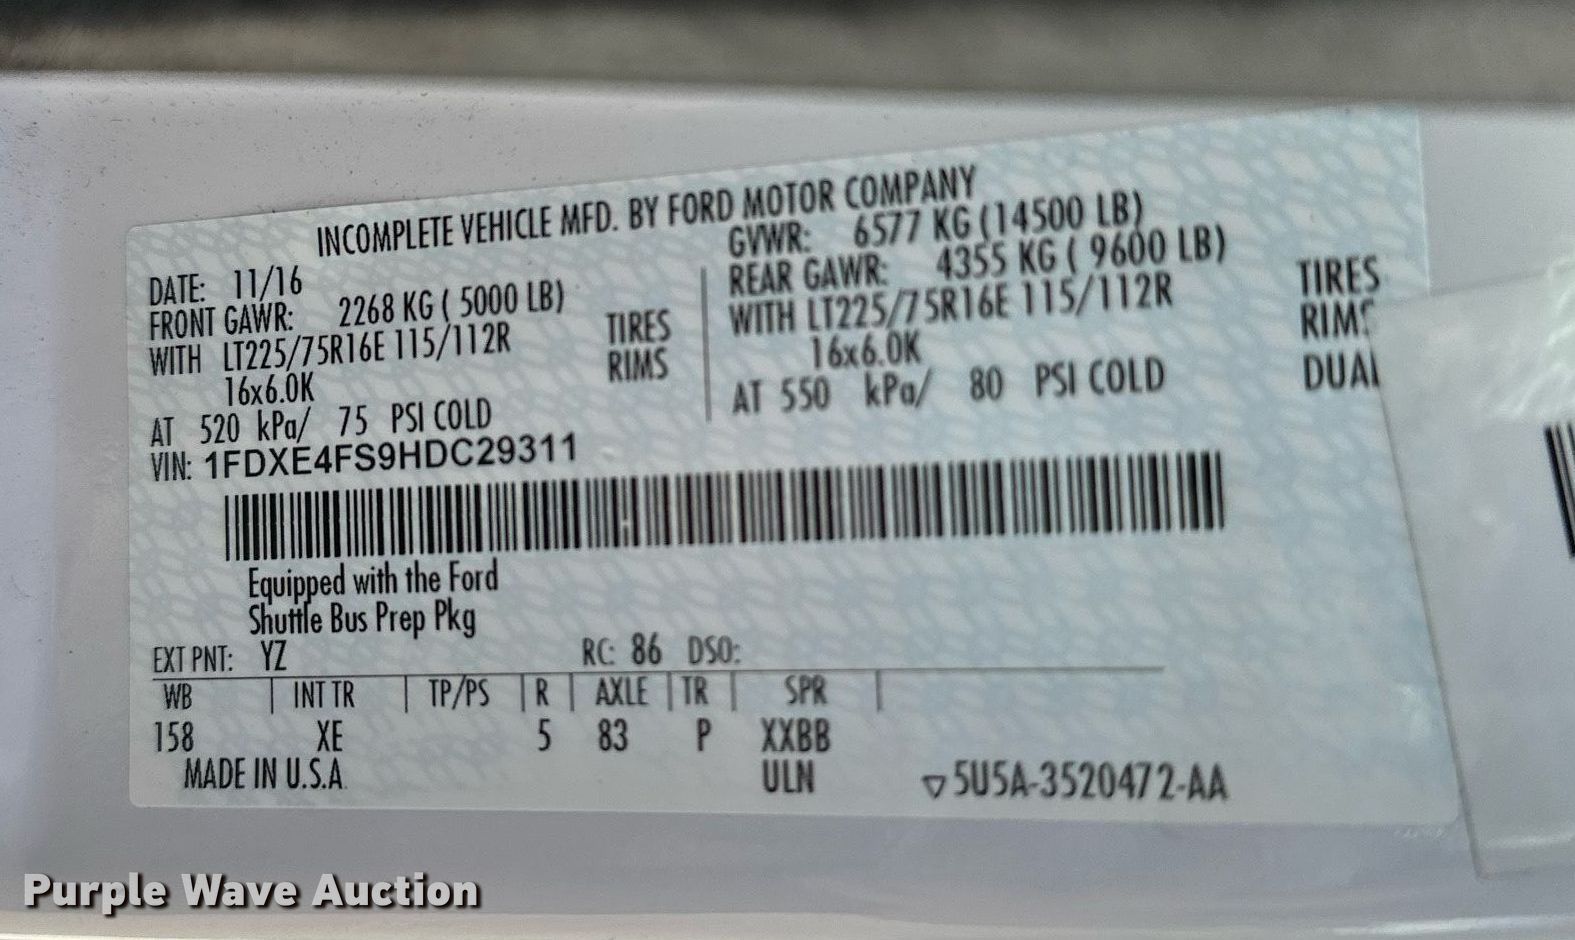 INCOMPLETE VEHICLE MFD. BY FORD MOTOR COMPANY
DATE: 11/16
GVWR: 6577 KG (14500 LB)
FRONT GAWR: 2268 KG ( 5000 LB)
REAR GAWR: 4355 KG ( 9600 LB)
WITH LT225/75R16E 115/112R TIRES
WITH LT225/75R16E 115/112R TIRES
16x6.0K RIMS
16x6.0K RIMS
AT 520 kPa/ 75 PSI COLD
AT 550 kPa/ 80 PSI COLD DUAL
VIN: 1FDXE4FS9HDC29311
Equipped with the Ford
Shuttle Bus Prep Pkg
EXT PNT: YZ RC: 86 DSO:
WB | INT TR | TP/PS | R | AXLE | TR | SPR |
158 XE 5 83 P XXBB
MADE IN U.S.A ULN ▽5U5A-3520472-AA
Purple Wave Auction